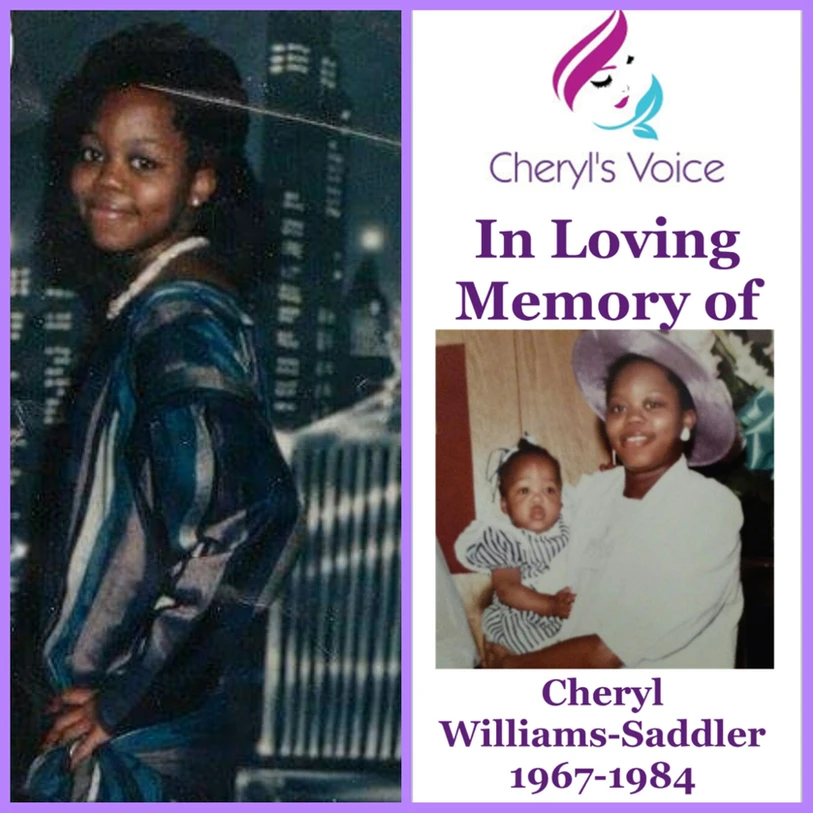 Cheryl's Voice
In Loving
Memory of
Cheryl
Williams-Saddler
1967-1984